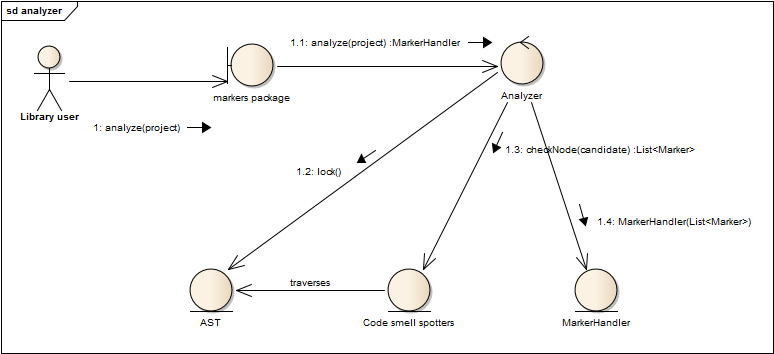 sd analyzer
1.1: analyze(project) :MarkerHandler
markers package
Analyzer
Library user
1: analyze(project)
1.3: checkNode(candidate) :List<Marker>
1.2: lock()
1.4: MarkerHandler(List<Marker>)
traverses
AST
Code smell spotters
MarkerHandler